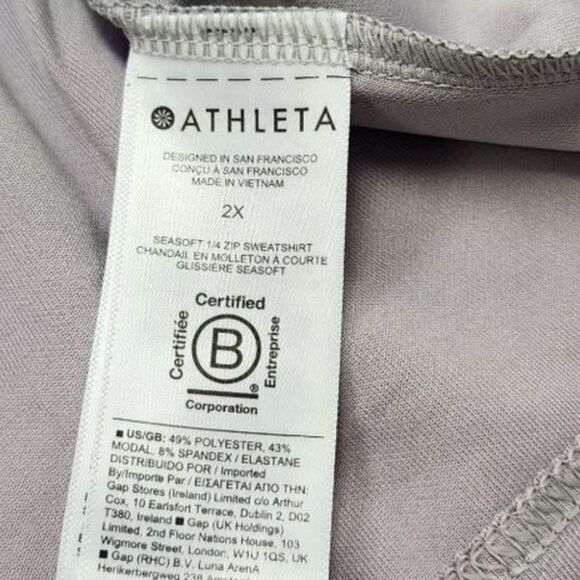 ATHLETA
DESIGNED IN SAN FRANCISCO
CONÇU À SAN FRANCISCO
MADE IN VIETNAM
2X
SEASOFT 1/4 ZIP SWEATSHIRT
CHANDAIL EN MOLLETON À COURTE
GLISSIÈRE SEASOFT
Certified
Certifiée
B
Entreprise
®
Corporation
■ US/GB: 49% POLYESTER, 43%
MODAL, 8% SPANDEX / ELASTANE
DISTRIBUIDO POR / Imported
By/Importe Par / ΕΙΣΑΓΕΤΑΙ ΑΠΟ ΤΗΝ:
Gap Stores (Ireland) Limited c/o Arthur
Cox, 10 Earlsfort Terrace, Dublin 2, D02
T380, Ireland ■ Gap (UK Holdings)
Limited, 2nd Floor Nations House, 103
Wigmore Street, London, W1U 1QS, UK
■ Gap (RHC) B.V. Luna ArenA
Herikerbergweg 238 Amsterdam